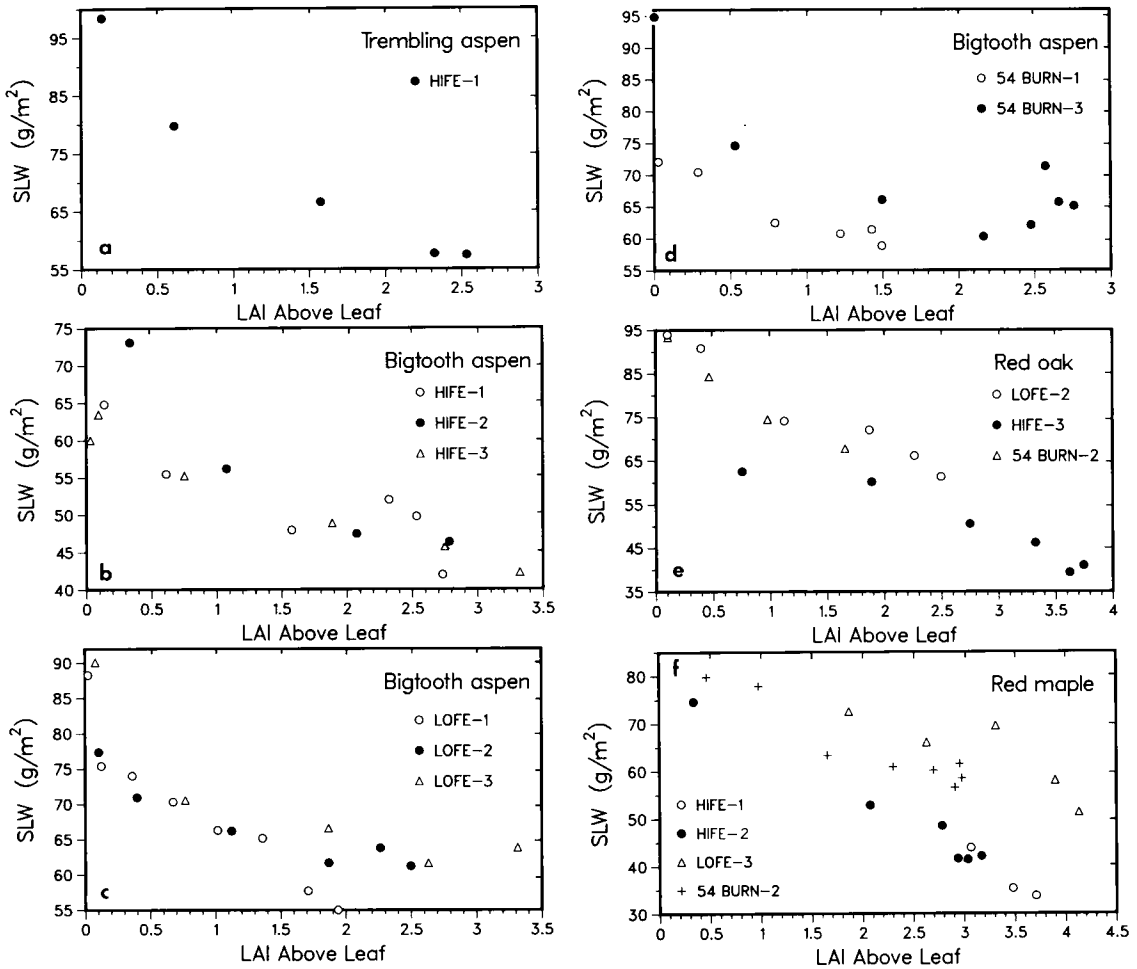 Trembling aspen
HIFE-1
SLW (g/m²)
95
85
75
65
55
a
0 0.5 1 1.5 2 2.5 3
LAI Above Leaf
Bigtooth aspen
54 BURN-1
54 BURN-3
SLW (g/m²)
95
90
85
80
75
70
65
60
55
d
0 0.5 1 1.5 2 2.5 3
LAI Above Leaf
Bigtooth aspen
HIFE-1
HIFE-2
HIFE-3
SLW (g/m²)
75
70
65
60
55
50
45
40
b
0 0.5 1 1.5 2 2.5 3 3.5
LAI Above Leaf
Red oak
LOFE-2
HIFE-3
54 BURN-2
SLW (g/m²)
95
85
75
65
55
45
35
e
0 0.5 1 1.5 2 2.5 3 3.5 4
LAI Above Leaf
Bigtooth aspen
LOFE-1
LOFE-2
LOFE-3
SLW (g/m²)
90
85
80
75
70
65
60
55
c
0 0.5 1 1.5 2 2.5 3 3.5
LAI Above Leaf
f
Red maple
HIFE-1
HIFE-2
LOFE-3
54 BURN-2
SLW (g/m²)
80
70
60
50
40
30
0 0.5 1 1.5 2 2.5 3 3.5 4 4.5
LAI Above Leaf